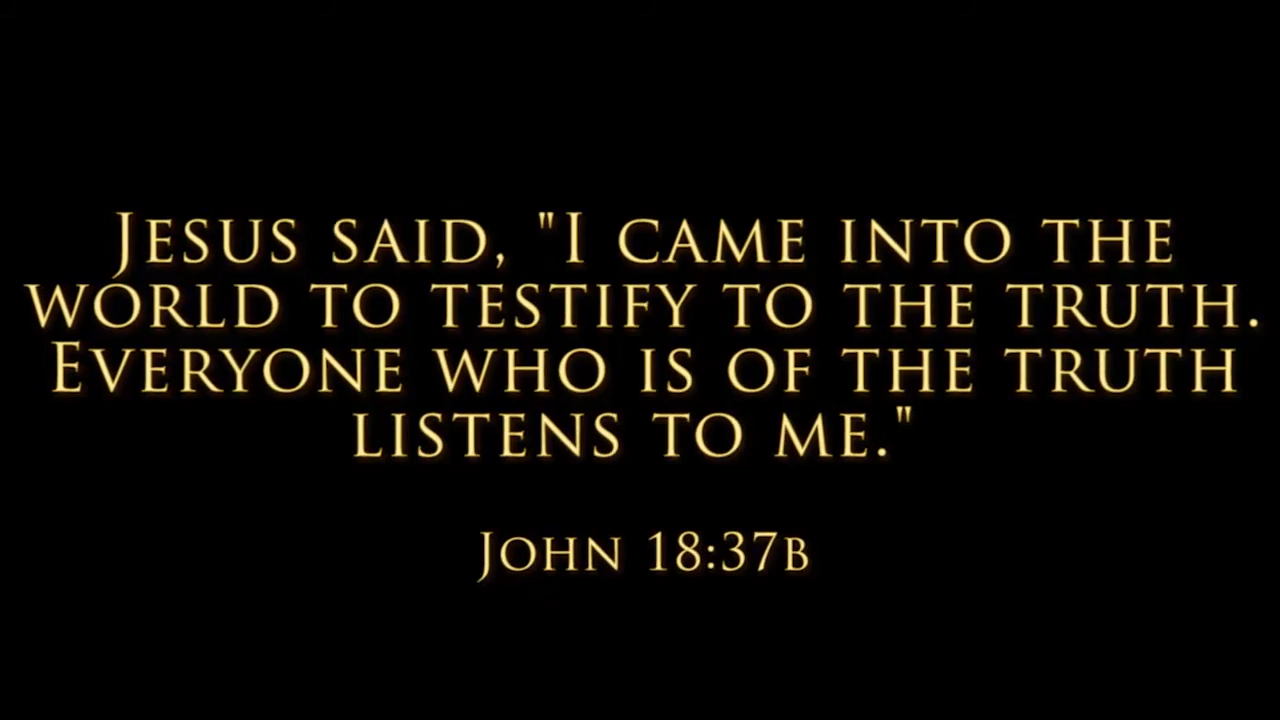 Jesus said, "I came into the
world to testify to the truth.
Everyone who is of the truth
listens to me."
John 18:37b